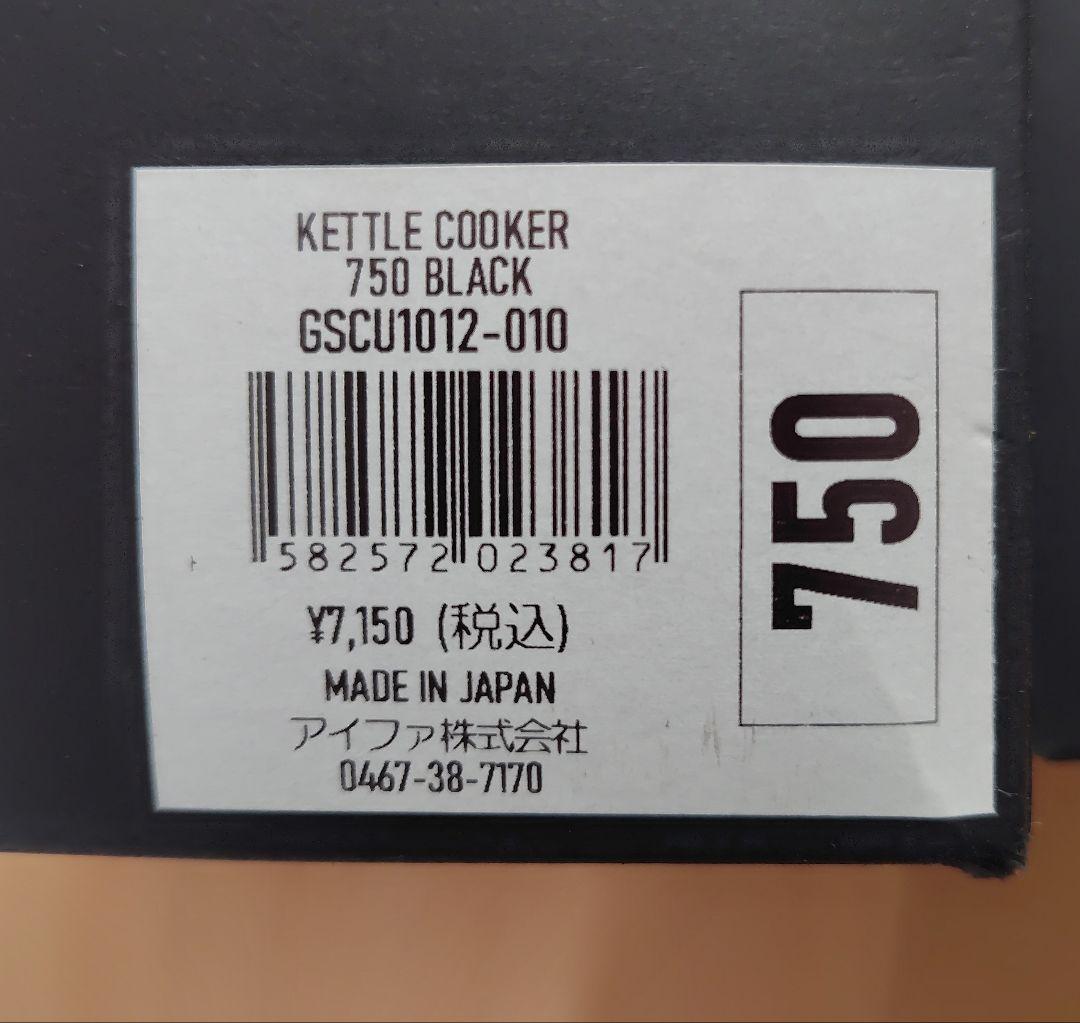 KETTLE COOKER
750 BLACK
GSCU1012-010
582572 023817
¥7,150 (税込)
MADE IN JAPAN
アイファ株式会社
0467-38-7170
750